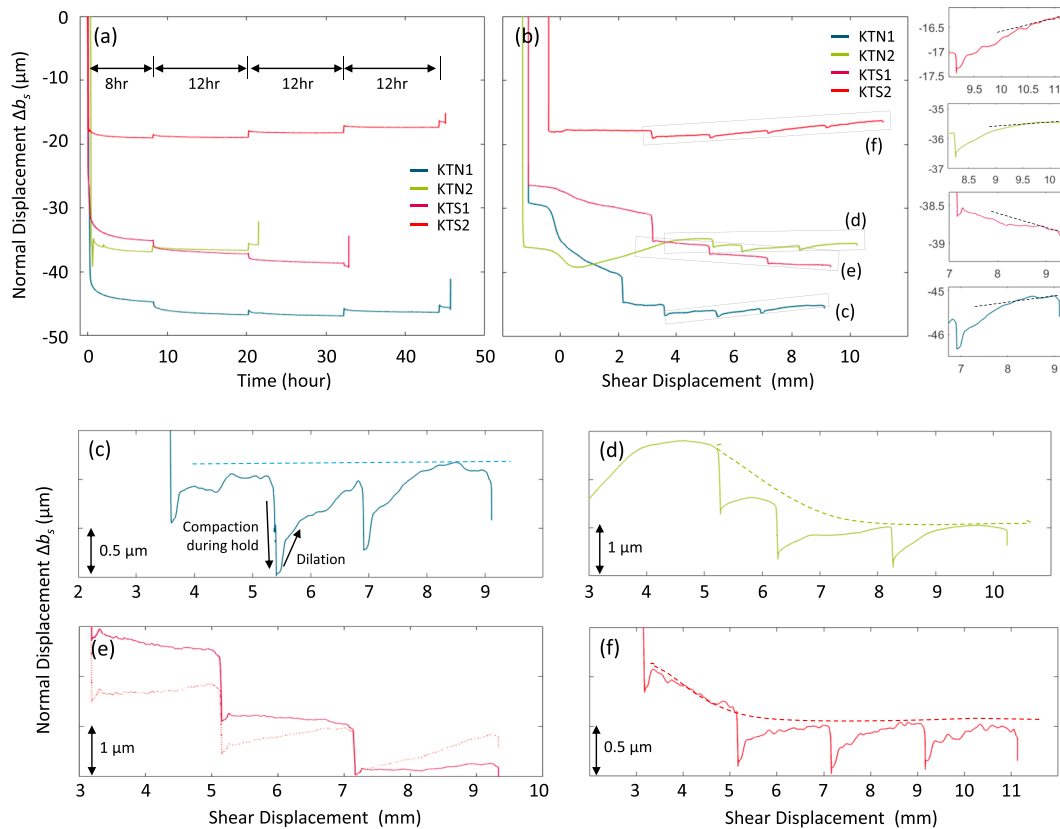 (a)
8hr
12hr
12hr
12hr
KTN1
KTN2
KTS1
KTS2
0
-10
-20
-30
-40
-50
0
10
20
30
40
50
Time (hour)
Normal Displacement Δbs (μm)
(b)
KTN1
KTN2
KTS1
KTS2
(f)
(d)
(e)
(c)
0
2
4
6
8
10
Shear Displacement (mm)
-16.5
-17
-17.5
9.5
10
10.5
11
-35
-36
-37
8.5
9
9.5
10
-38.5
-39
7
8
9
-45
-46
7
8
9
(c)
Compaction
during hold
Dilation
0.5 μm
2
3
4
5
6
7
8
9
10
(d)
1 μm
3
4
5
6
7
8
9
10
Normal Displacement Δbs (μm)
(e)
1 μm
3
4
5
6
7
8
9
10
Shear Displacement (mm)
(f)
0.5 μm
2
3
4
5
6
7
8
9
10
11
Shear Displacement (mm)